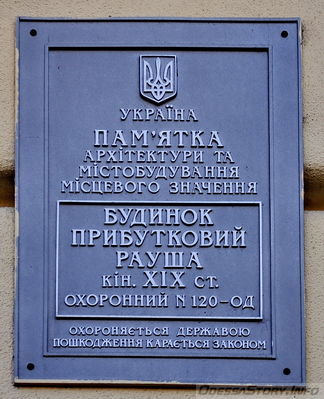 УКРАЇНА
ПАМ'ЯТКА
АРХІТЕКТУРИ ТА
МІСТОБУДУВАННЯ
МІСЦЕВОГО ЗНАЧЕННЯ
БУДИНОК
ПРИБУТКОВИЙ
РАУША
КІН. XIX СТ.
ОХОРОННИЙ N 120-ОД
ОХОРОНЯЄТЬСЯ ДЕРЖАВОЮ
ПОШКОДЖЕННЯ КАРАЄТЬСЯ ЗАКОНОМ
OdessaStory.Info